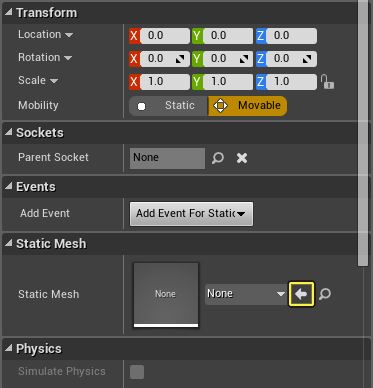 Transform
Location X 0.0 Y 0.0 Z 0.0
Rotation X 0.0 Y 0.0 Z 0.0
Scale X 1.0 Y 1.0 Z 1.0
Mobility Static Movable
Sockets
Parent Socket None
Events
Add Event Add Event For Static
Static Mesh
Static Mesh None None
Physics
Simulate Physics